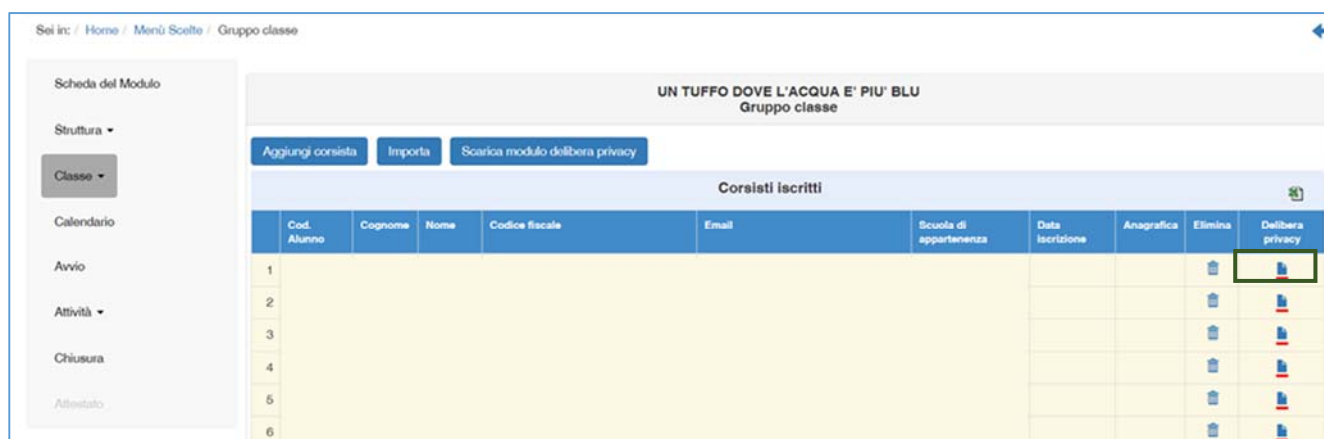 Sei in: / Home / Menù Scelte / Gruppo classe
Scheda del Modulo
Struttura
Classe
Calendario
Avvio
Attività
Chiusura
Attestato
UN TUFFO DOVE L'ACQUA E' PIU' BLU
Gruppo classe
Aggiungi corsista Importa Scarica modulo delibera privacy
Corsisti iscritti
Cod. Alunno Cognome Nome Codice fiscale Email Scuola di appartenenza Data iscrizione Anagrafica Elimina Delibera privacy
1
2
3
4
5
6